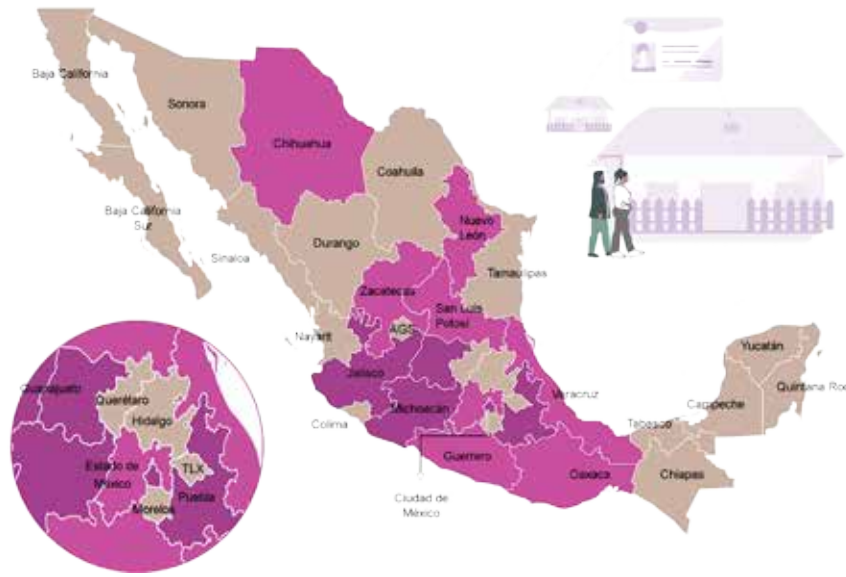 Baja California
Sonora
Chihuahua
Coahuila
Baja California
Sur
Sinaloa
Durango
Nuevo
León
Tamaulipas
Zacatecas
San Luis
Potosí
AGS
Nayarit
Jalisco
Michoacán
Colima
Guerrero
Ciudad de
México
Veracruz
Oaxaca
Tabasco
Campeche
Yucatán
Quintana Roo
Chiapas
Guanajuato
Querétaro
Hidalgo
Estado de
México
TLX
Puebla
Morelos